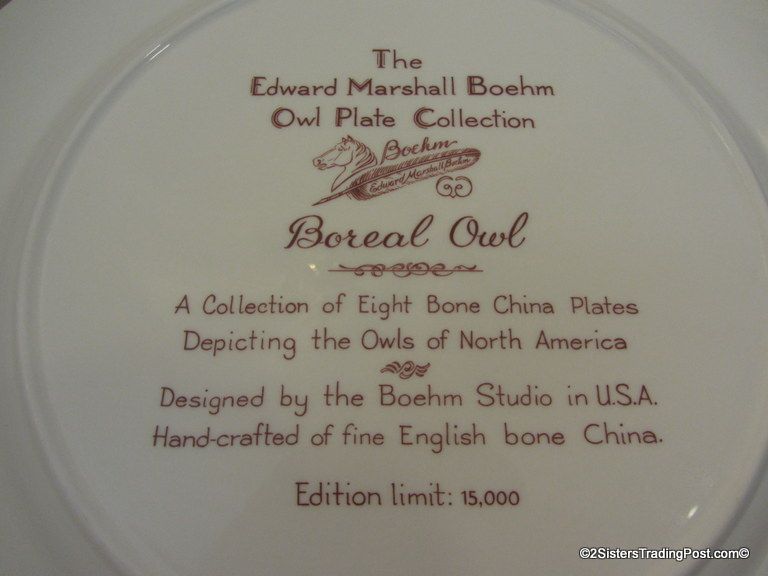 The
Edward Marshall Boehm
Owl Plate Collection
Boehm
Edward Marshall Boehm
Boreal Owl
A Collection of Eight Bone China Plates
Depicting the Owls of North America
Designed by the Boehm Studio in U.S.A.
Hand-crafted of fine English bone China.
Edition limit: 15,000
©2SistersTradingPost.com©